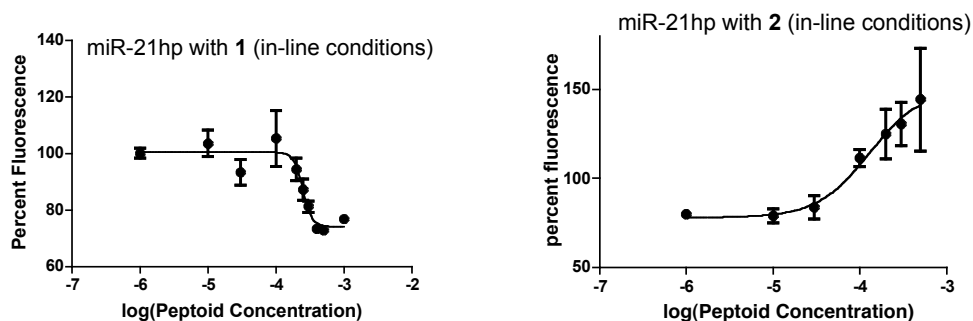 miR-21hp with 1 (in-line conditions)
Percent Fluorescence
140
120
100
80
60
-7 -6 -5 -4 -3 -2
log(Peptoid Concentration)
miR-21hp with 2 (in-line conditions)
percent fluorescence
150
100
50
-7 -6 -5 -4 -3
log(Peptoid Concentration)